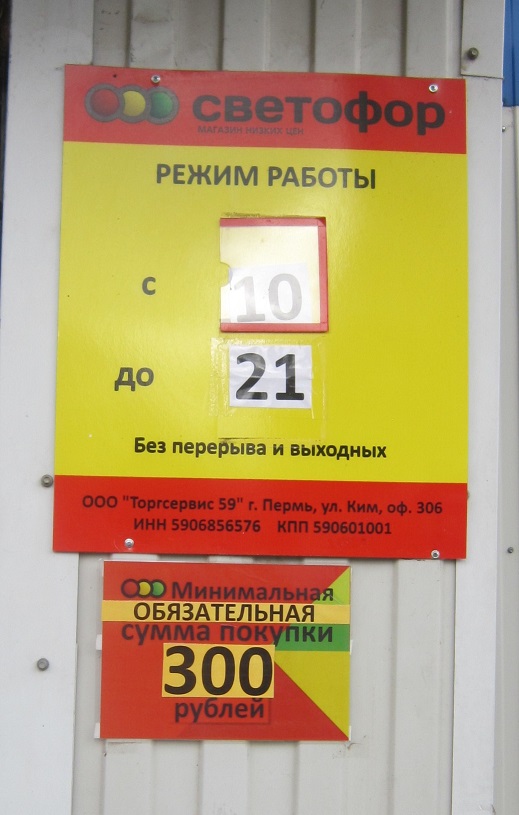 светофор
МАГАЗИН НИЗКИХ ЦЕН
РЕЖИМ РАБОТЫ
с 10
до 21
Без перерыва и выходных
ООО "Торгсервис 59" г. Пермь, ул. Ким, оф. 306
ИНН 5906856576 КПП 590601001
Минимальная
ОБЯЗАТЕЛЬНАЯ
сумма покупки
300
рублей